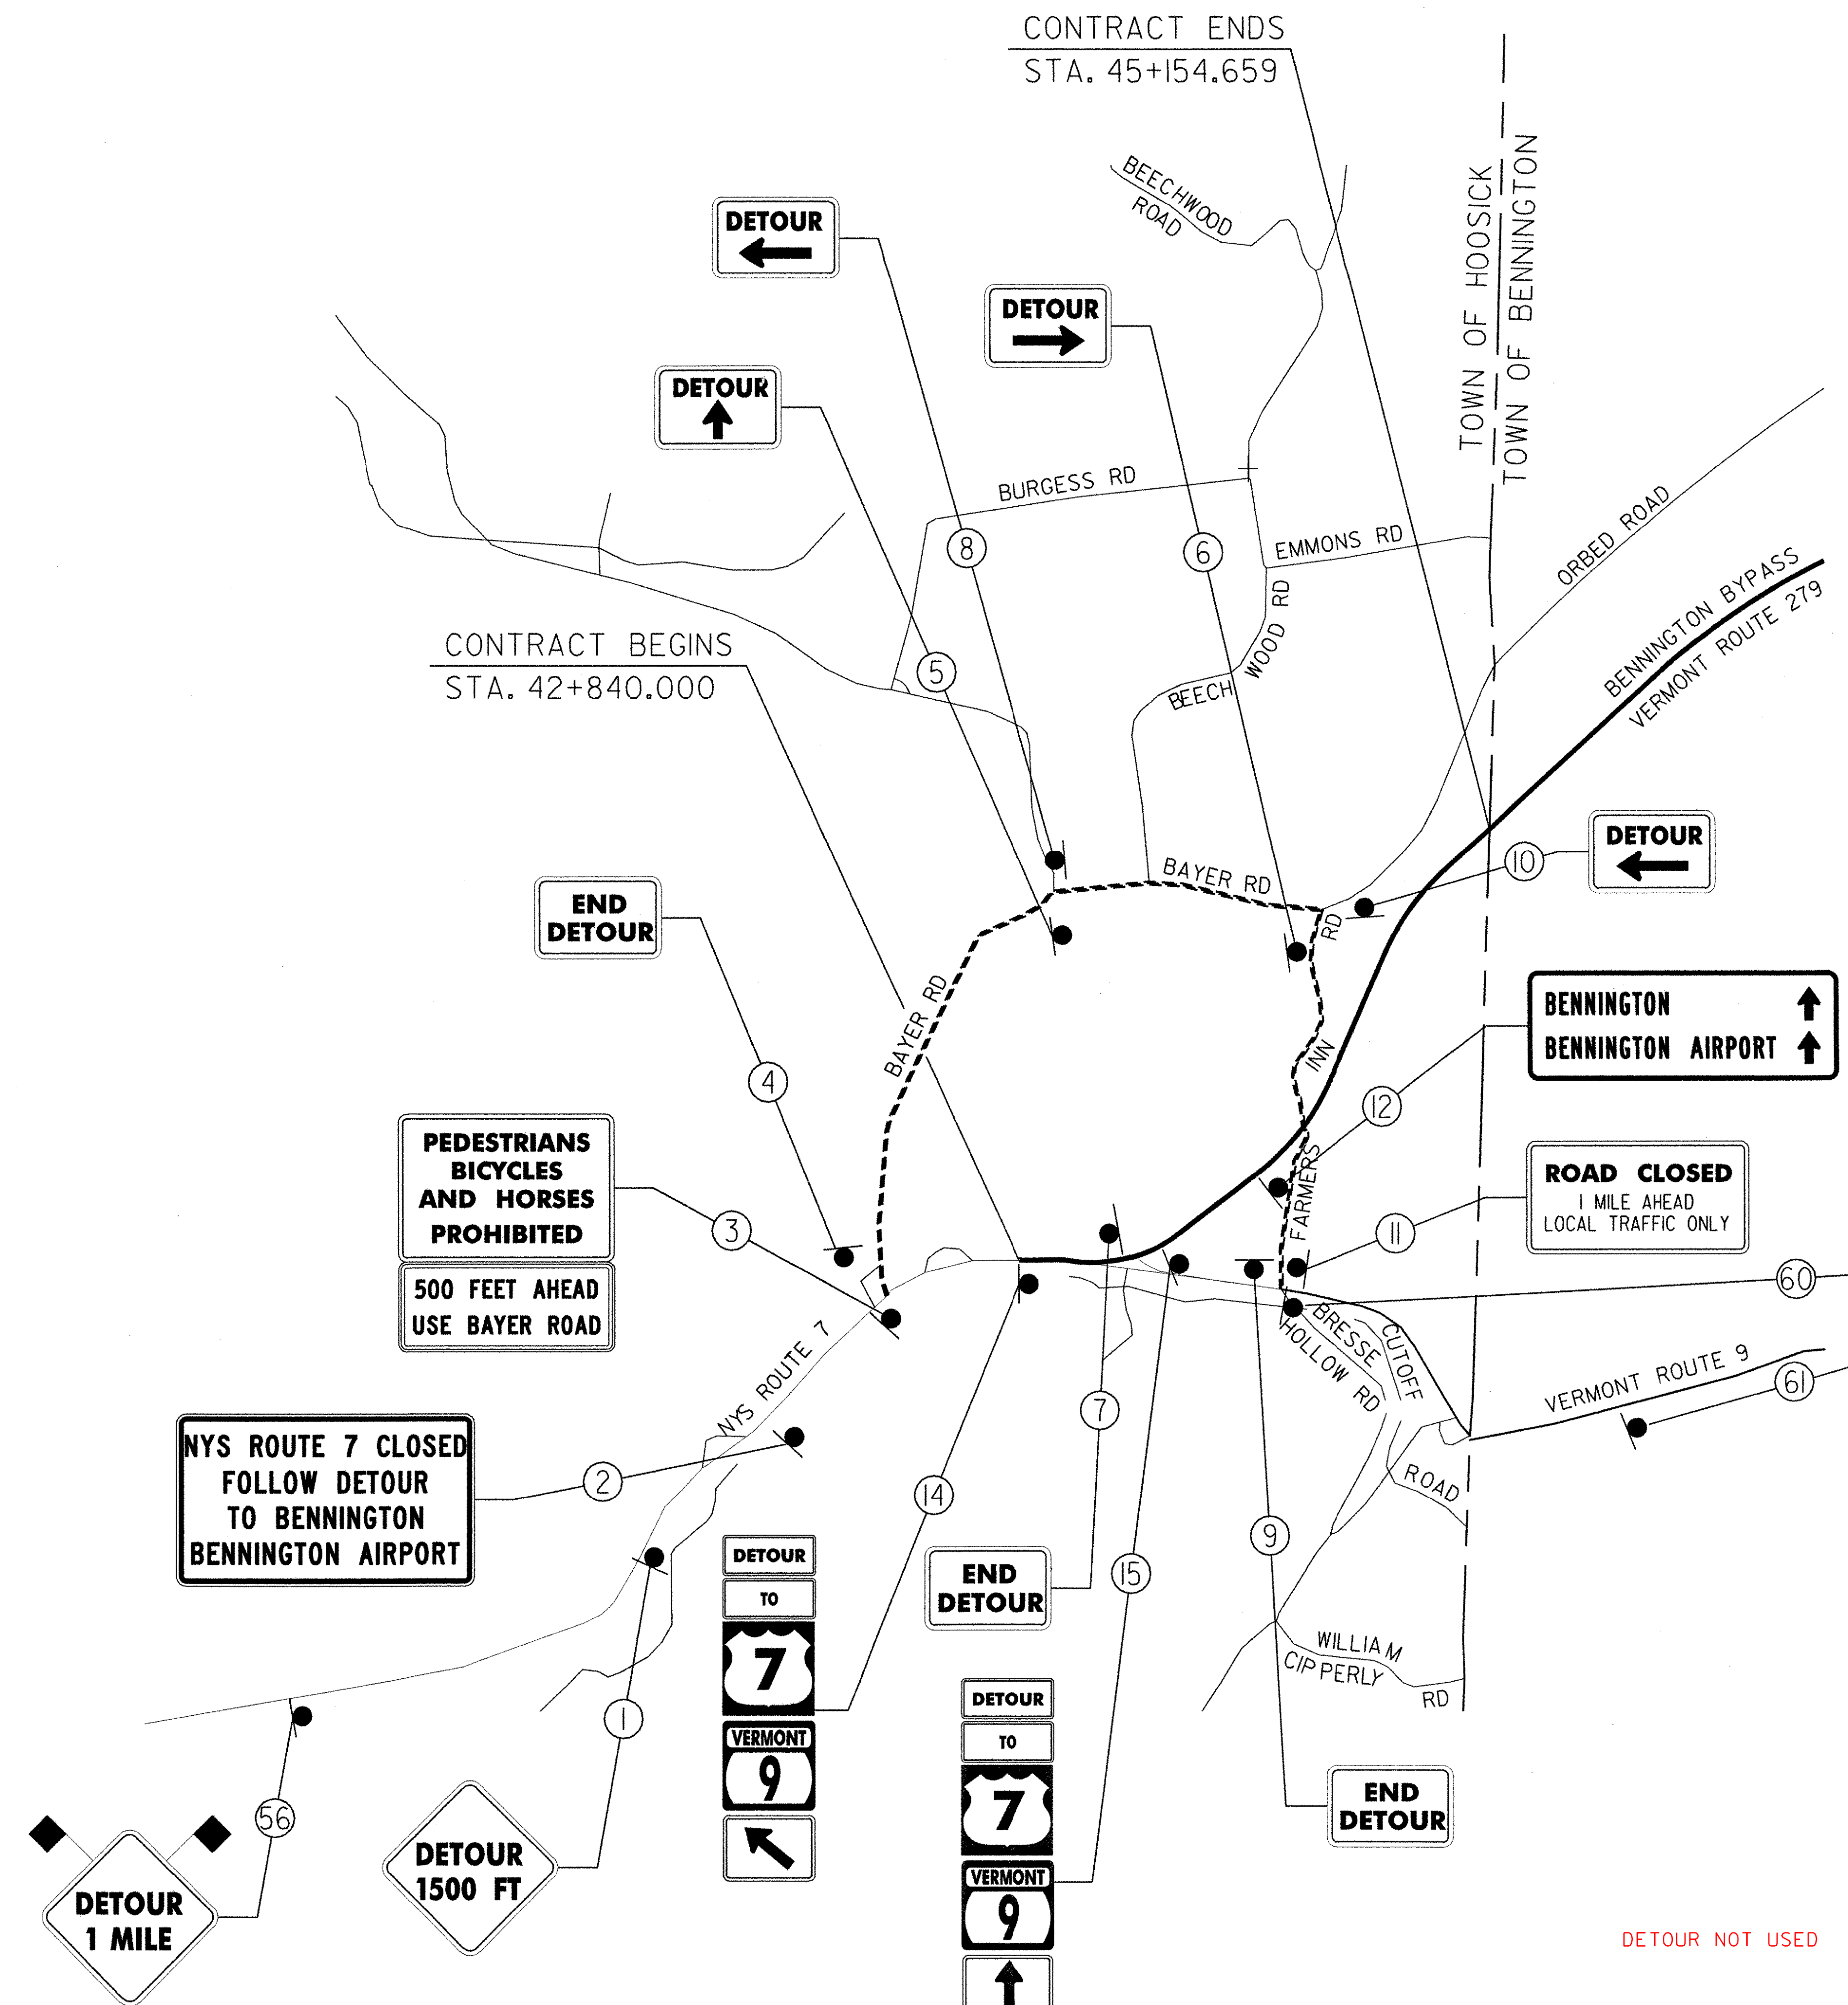 CONTRACT ENDS
STA. 45+154.659
TOWN OF HOOSICK
TOWN OF BENNINGTON
BEECHWOOD
ROAD
DETOUR
DETOUR
DETOUR
BURGESS RD
8
6
EMMONS RD
ORBED ROAD
BENNINGTON BYPASS
VERMONT ROUTE 279
CONTRACT BEGINS
STA. 42+840.000
5
BEECH WOOD RD
BAYER RD
10
DETOUR
END
DETOUR
RD
BAYER RD
INN
FARMERS
4
12
BENNINGTON
BENNINGTON AIRPORT
PEDESTRIANS
BICYCLES
AND HORSES
PROHIBITED
500 FEET AHEAD
USE BAYER ROAD
3
11
ROAD CLOSED
1 MILE AHEAD
LOCAL TRAFFIC ONLY
60
BRESSE
HOLLOW RD
CUTOFF
ROAD
VERMONT ROUTE 9
61
NYS ROUTE 7
NYS ROUTE 7 CLOSED
FOLLOW DETOUR
TO BENNINGTON
BENNINGTON AIRPORT
2
7
14
15
9
DETOUR
TO
7
VERMONT
9
END
DETOUR
WILLIAM
CIPPERLY
RD
1
DETOUR
TO
7
VERMONT
9
END
DETOUR
56
DETOUR
1 MILE
DETOUR
1500 FT
DETOUR NOT USED